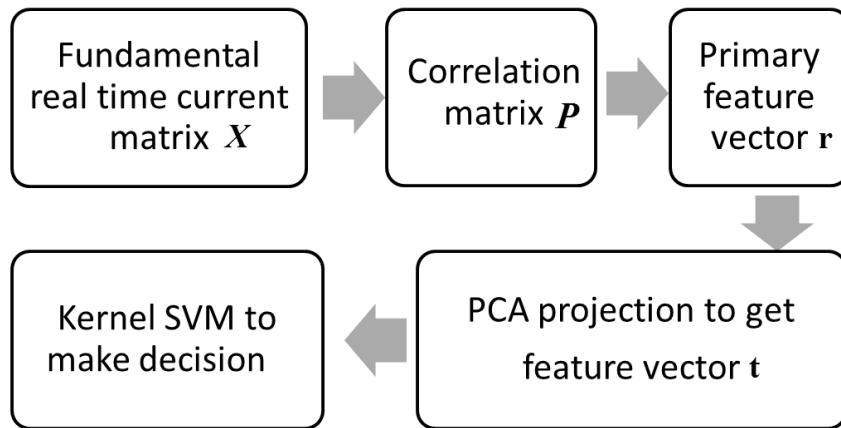 Fundamental
real time current
matrix X
Correlation
matrix P
Primary
feature
vector r
PCA projection to get
feature vector t
Kernel SVM to
make decision